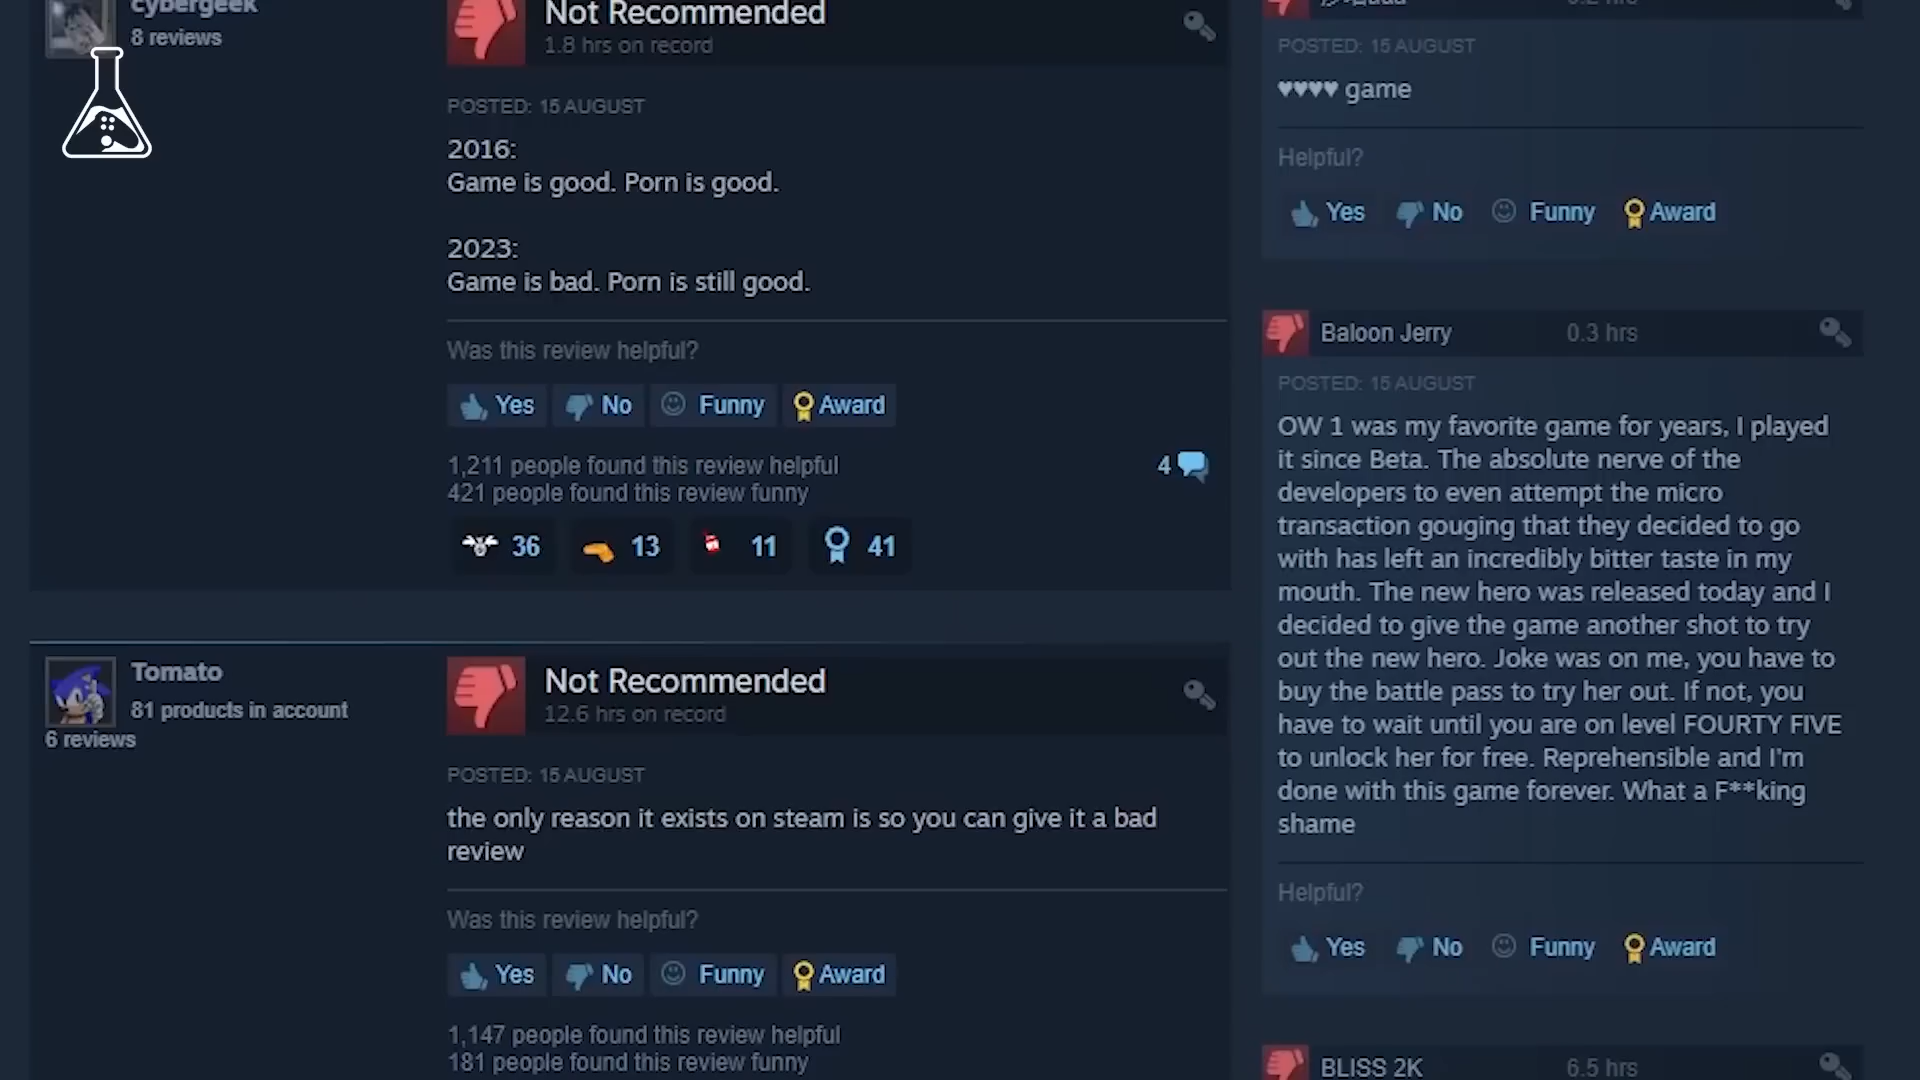 cybergeek
8 reviews
Not Recommended
1.8 hrs on record
POSTED: 15 AUGUST
2016:
Game is good. Porn is good.
2023:
Game is bad. Porn is still good.
Was this review helpful?
Yes
No
Funny
Award
1,211 people found this review helpful
421 people found this review funny
4
36
13
11
41
Tomato
81 products in account
6 reviews
Not Recommended
12.6 hrs on record
POSTED: 15 AUGUST
the only reason it exists on steam is so you can give it a bad
review
Was this review helpful?
Yes
No
Funny
Award
1,147 people found this review helpful
181 people found this review funny
0.2 hrs
POSTED: 15 AUGUST
♥♥♥♥ game
Helpful?
Yes
No
Funny
Award
Baloon Jerry
0.3 hrs
POSTED: 15 AUGUST
OW 1 was my favorite game for years, I played
it since Beta. The absolute nerve of the
developers to even attempt the micro
transaction gouging that they decided to go
with has left an incredibly bitter taste in my
mouth. The new hero was released today and I
decided to give the game another shot to try
out the new hero. Joke was on me, you have to
buy the battle pass to try her out. If not, you
have to wait until you are on level FOURTY FIVE
to unlock her for free. Reprehensible and I'm
done with this game forever. What a F**king
shame
Helpful?
Yes
No
Funny
Award
BLISS 2K
6.5 hrs